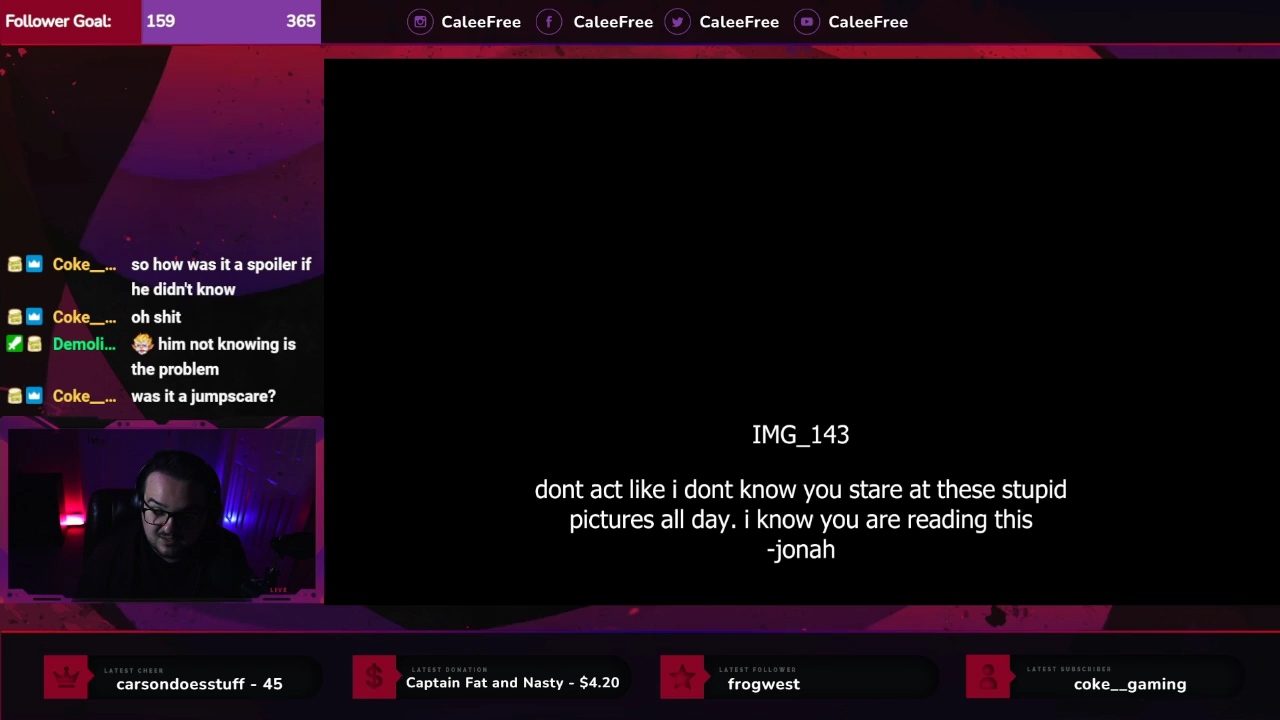 Follower Goal: 159 365
CaleeFree CaleeFree CaleeFree CaleeFree
Coke__... so how was it a spoiler if
he didn't know
Coke__... oh shit
Demoli... him not knowing is
the problem
Coke__... was it a jumpscare?
IMG_143
dont act like i dont know you stare at these stupid
pictures all day. i know you are reading this
-jonah
LIVE
LATEST CHEER
carsondoesstuff - 45
LATEST DONATION
Captain Fat and Nasty - $4.20
LATEST FOLLOWER
frogwest
LATEST SUBSCRIBER
coke__gaming